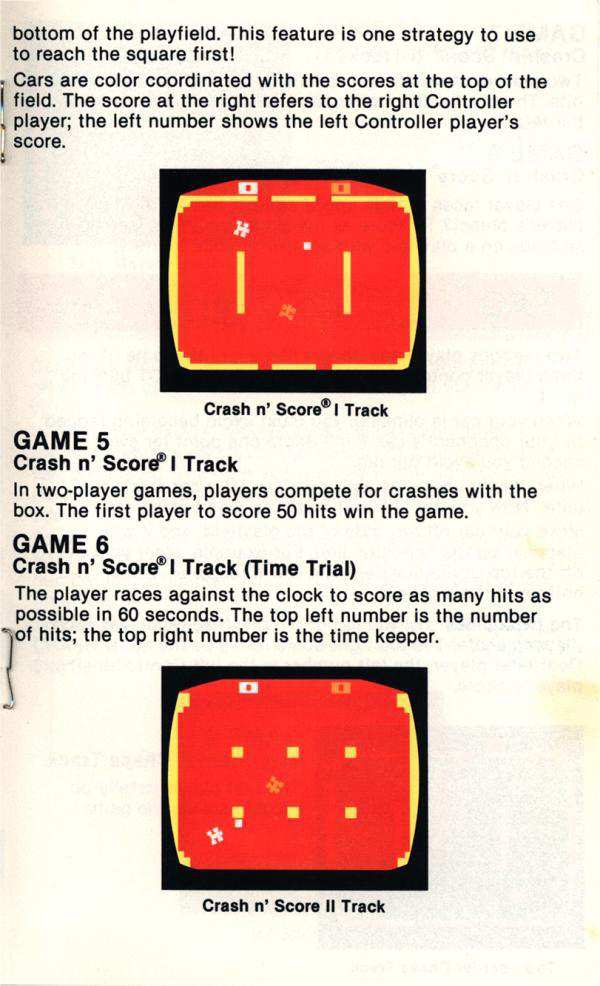 bottom of the playfield. This feature is one strategy to use
to reach the square first!
Cars are color coordinated with the scores at the top of the
field. The score at the right refers to the right Controller
player; the left number shows the left Controller player's
score.
0 0
Crash n' Score® I Track
GAME 5
Crash n' Score® I Track
In two-player games, players compete for crashes with the
box. The first player to score 50 hits win the game.
GAME 6
Crash n' Score® I Track (Time Trial)
The player races against the clock to score as many hits as
possible in 60 seconds. The top left number is the number
of hits; the top right number is the time keeper.
0 0
Crash n' Score II Track